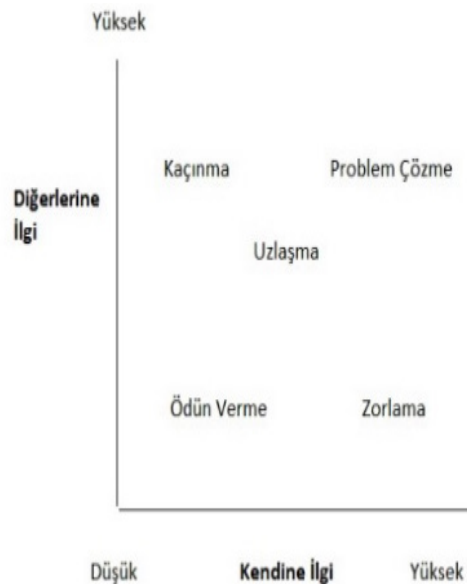 Yüksek
Kaçınma Problem Çözme
Diğerlerine
İlgi
Uzlaşma
Ödün Verme Zorlama
Düşük Kendine İlgi Yüksek